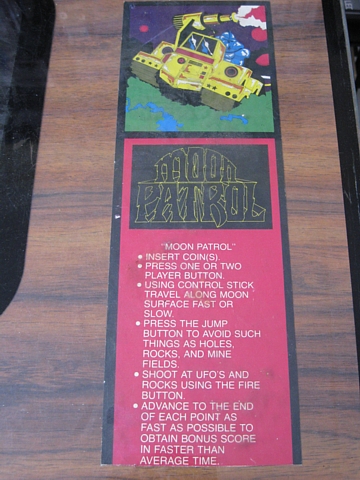 MOON
PATROL
"MOON PATROL"
• INSERT COIN(S).
• PRESS ONE OR TWO
PLAYER BUTTON.
• USING CONTROL STICK
TRAVEL ALONG MOON
SURFACE FAST OR
SLOW.
• PRESS THE JUMP
BUTTON TO AVOID SUCH
THINGS AS HOLES,
ROCKS, AND MINE
FIELDS.
• SHOOT AT UFO'S AND
ROCKS USING THE FIRE
BUTTON.
• ADVANCE TO THE END
OF EACH POINT AS
FAST AS POSSIBLE TO
OBTAIN BONUS SCORE
IN FASTER THAN
AVERAGE TIME.